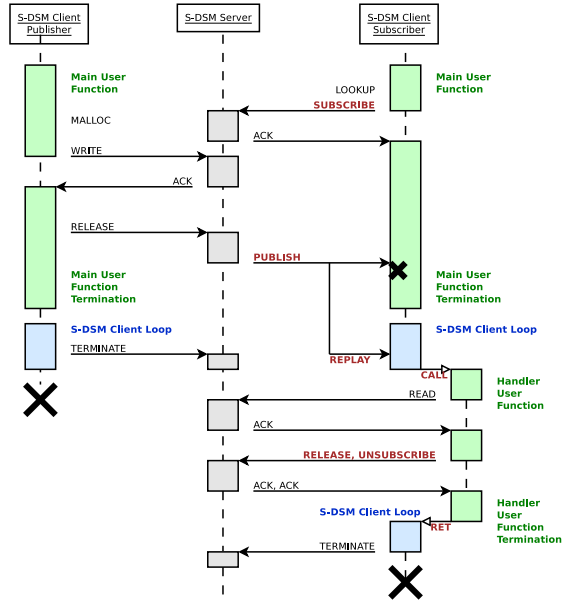 S-DSM Client
Publisher
S-DSM Server
S-DSM Client
Subscriber
Main User
Function
Main User
Function
LOOKUP
SUBSCRIBE
MALLOC
ACK
WRITE
ACK
RELEASE
PUBLISH
Main User
Function
Termination
Main User
Function
Termination
S-DSM Client Loop
S-DSM Client Loop
TERMINATE
REPLAY
CALL
Handler
User
Function
READ
ACK
RELEASE, UNSUBSCRIBE
ACK, ACK
Handler
User
Function
Termination
S-DSM Client Loop
RET
TERMINATE